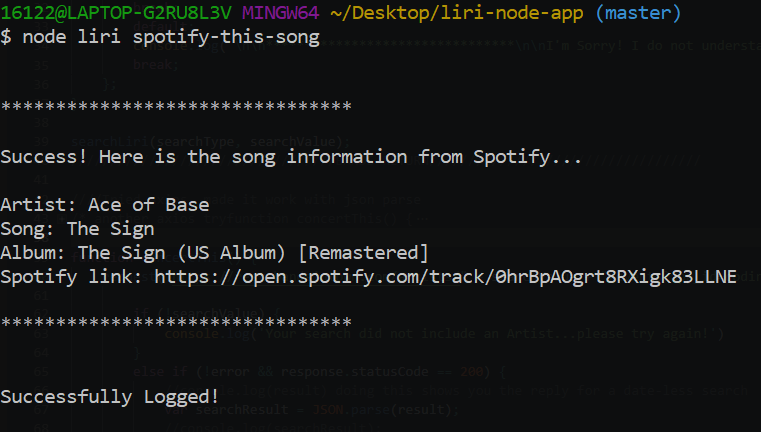 16122@LAPTOP-G2RU8L3V MINGW64 ~/Desktop/liri-node-app (master)
$ node liri spotify-this-song
********************************
Success! Here is the song information from Spotify...
Artist: Ace of Base
Song: The Sign
Album: The Sign (US Album) [Remastered]
Spotify link: https://open.spotify.com/track/0hrBpAOgrt8RXigk83LLNE
********************************
Successfully Logged!